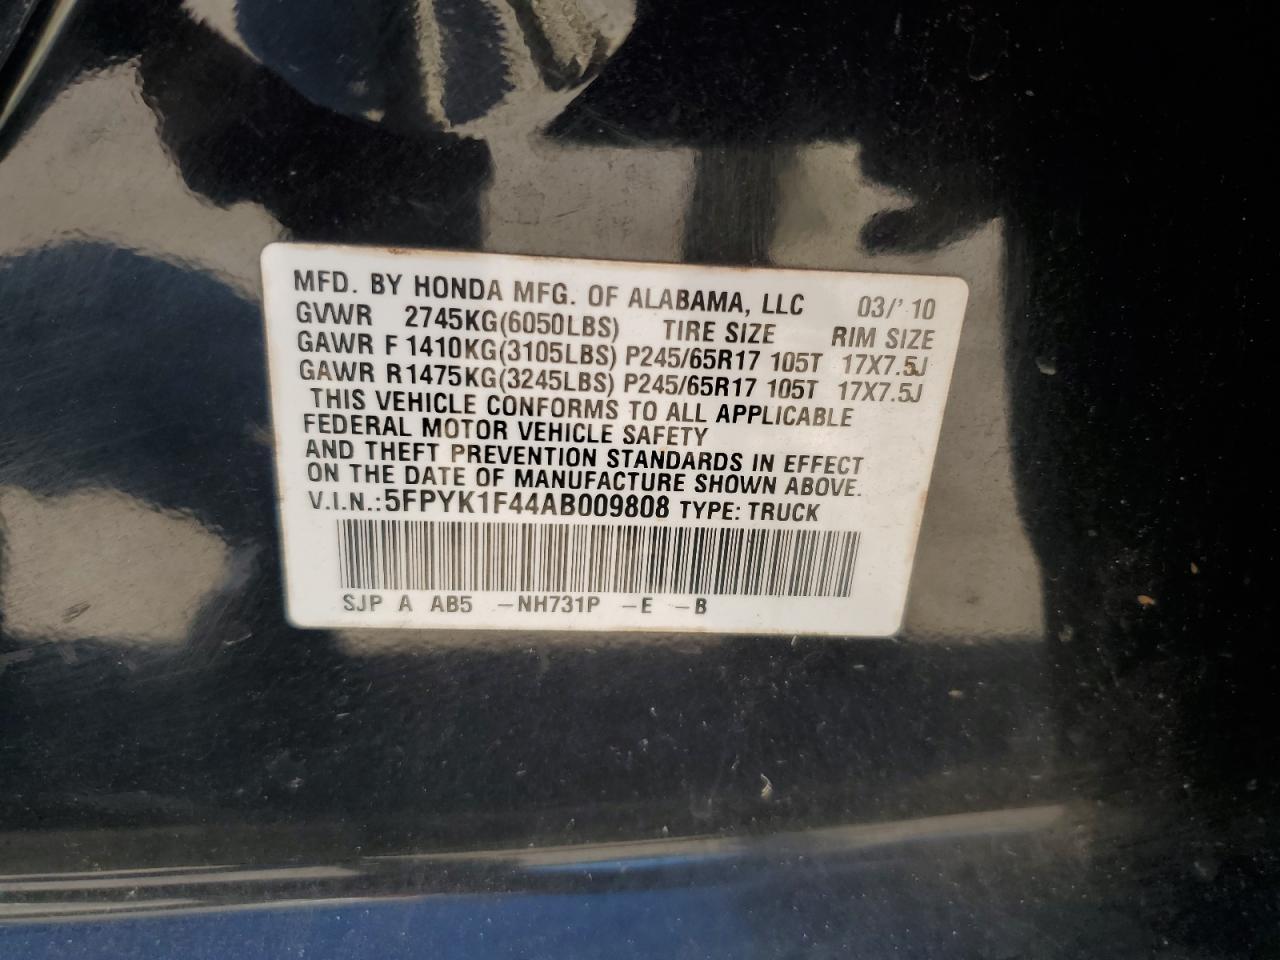 MFD. BY HONDA MFG. OF ALABAMA, LLC 03/'10
GVWR 2745KG(6050LBS) TIRE SIZE RIM SIZE
GAWR F 1410KG(3105LBS) P245/65R17 105T 17X7.5J
GAWR R 1475KG(3245LBS) P245/65R17 105T 17X7.5J
THIS VEHICLE CONFORMS TO ALL APPLICABLE
FEDERAL MOTOR VEHICLE SAFETY
AND THEFT PREVENTION STANDARDS IN EFFECT
ON THE DATE OF MANUFACTURE SHOWN ABOVE.
V.I.N.: 5FPYK1F44AB009808 TYPE: TRUCK
SJP A AB5 -NH731P -E -B